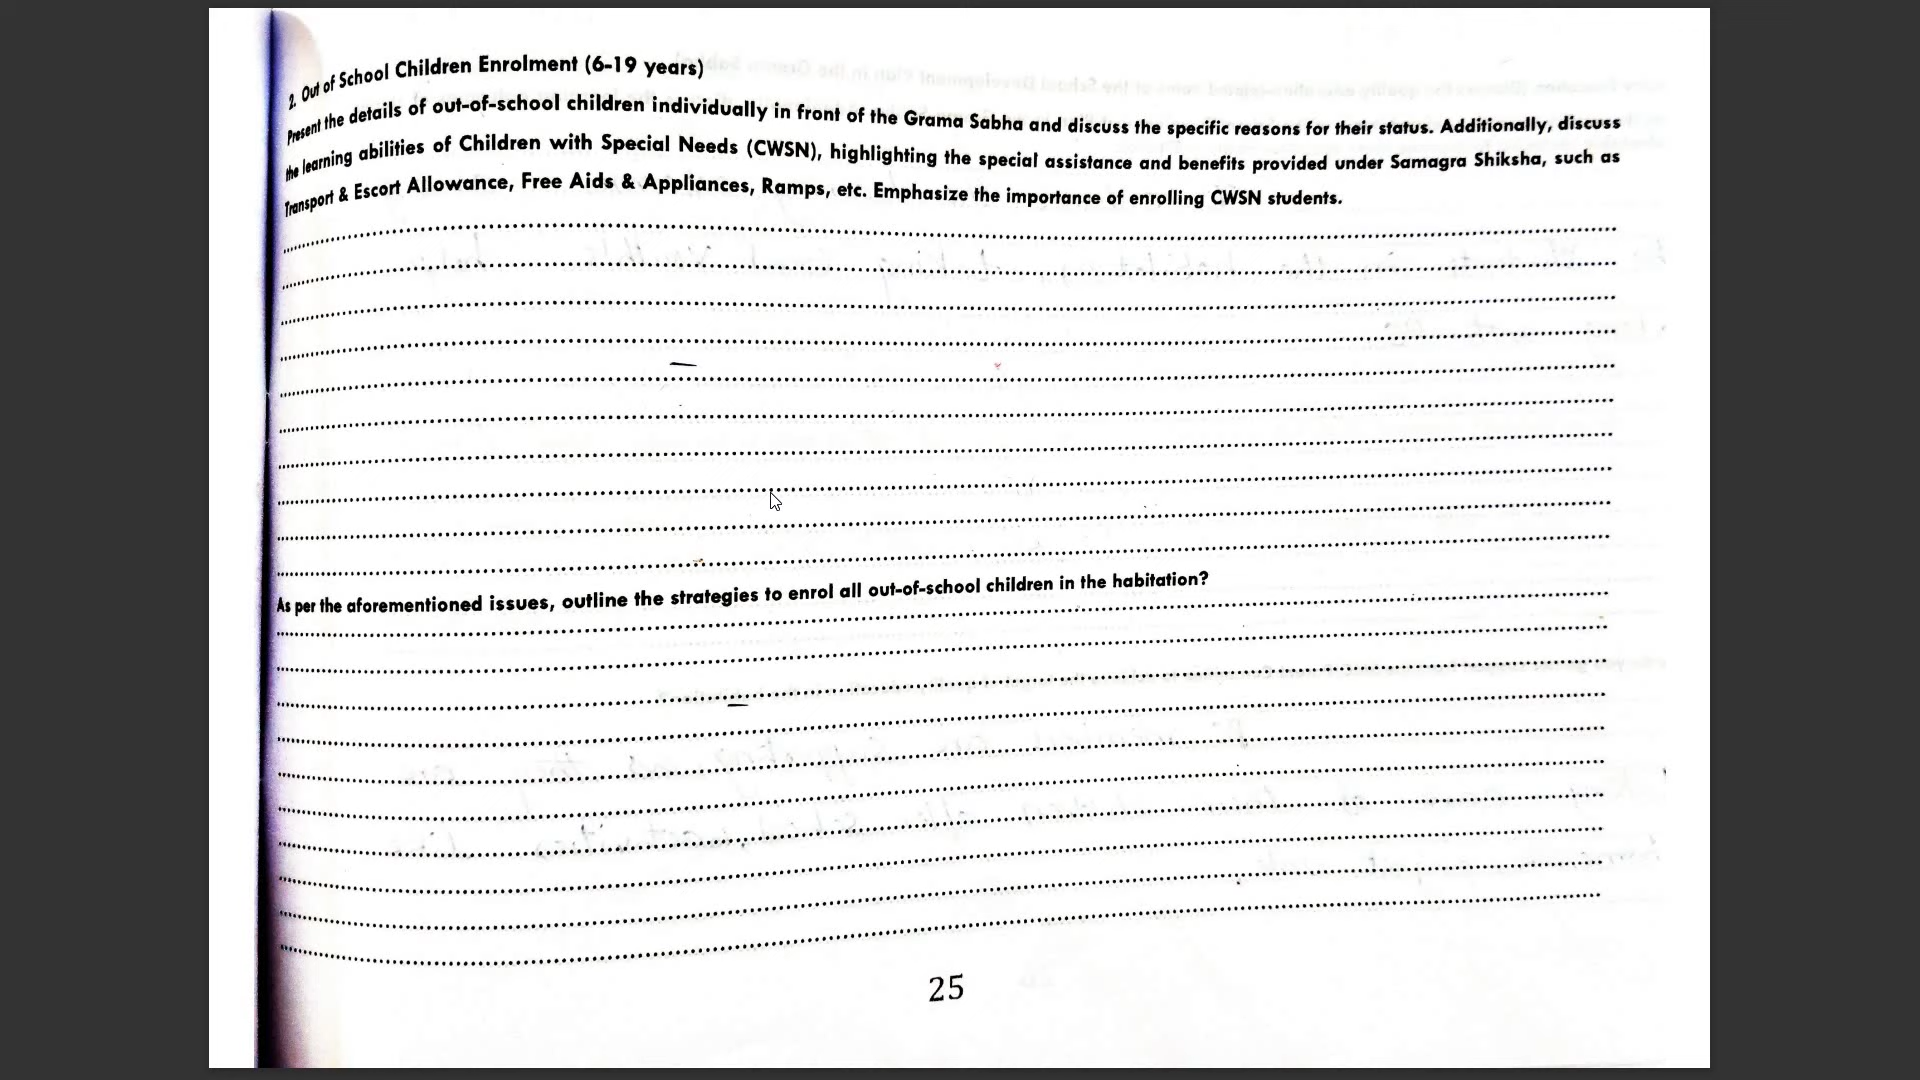 2. Out of School Children Enrolment (6-19 years)
Present the details of out-of-school children individually in front of the Grama Sabha and discuss the specific reasons for their status. Additionally, discuss
the learning abilities of Children with Special Needs (CWSN), highlighting the special assistance and benefits provided under Samagra Shiksha, such as
Transport & Escort Allowance, Free Aids & Appliances, Ramps, etc. Emphasize the importance of enrolling CWSN students.
—
As per the aforementioned issues, outline the strategies to enrol all out-of-school children in the habitation?
—
25